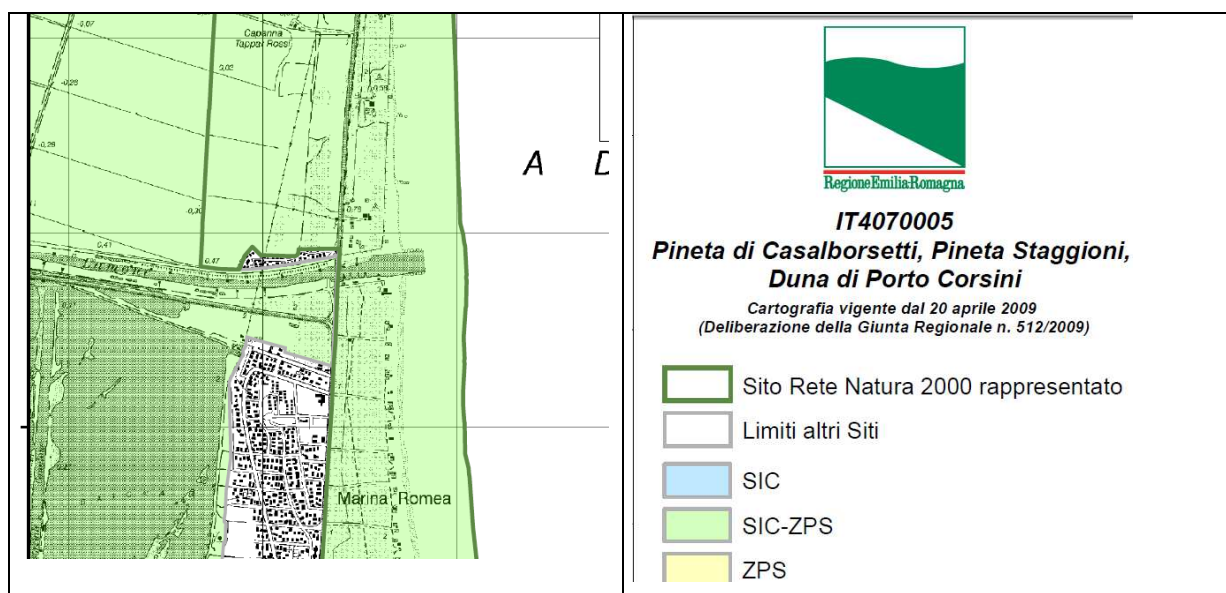 Capanna
Tappar Rossi
A D
Lamone
Marina Romea
RegioneEmilia-Romagna
IT4070005
Pineta di Casalborsetti, Pineta Staggioni,
Duna di Porto Corsini
Cartografia vigente dal 20 aprile 2009
(Deliberazione della Giunta Regionale n. 512/2009)
Sito Rete Natura 2000 rappresentato
Limiti altri Siti
SIC
SIC-ZPS
ZPS